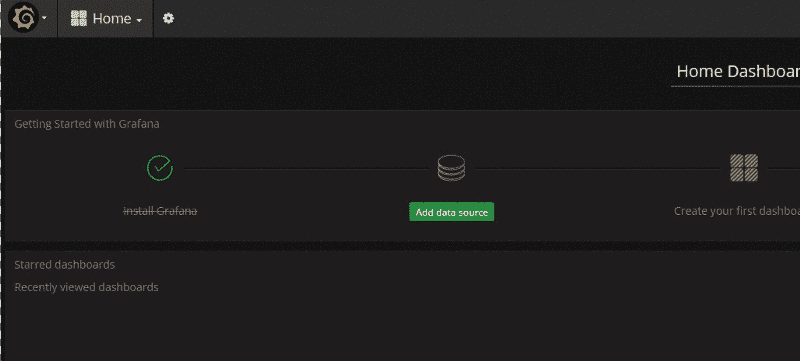 Home
Home Dashboar
Getting Started with Grafana
Install Grafana
Add data source
Create your first dashboa
Starred dashboards
Recently viewed dashboards